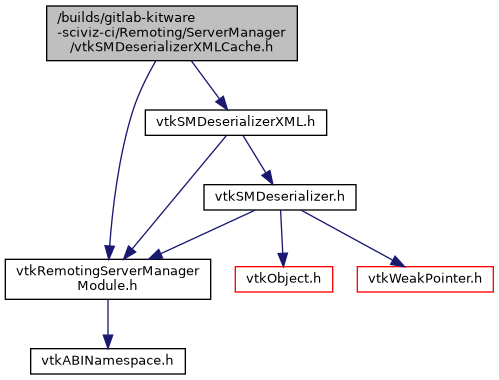 /builds/gitlab-kitware
-sciviz-ci/Remoting/ServerManager
/vtkSMDeserializerXMLCache.h
vtkSMDeserializerXML.h
vtkSMDeserializer.h
vtkRemotingServerManager
Module.h
vtkObject.h
vtkWeakPointer.h
vtkABINamespace.h